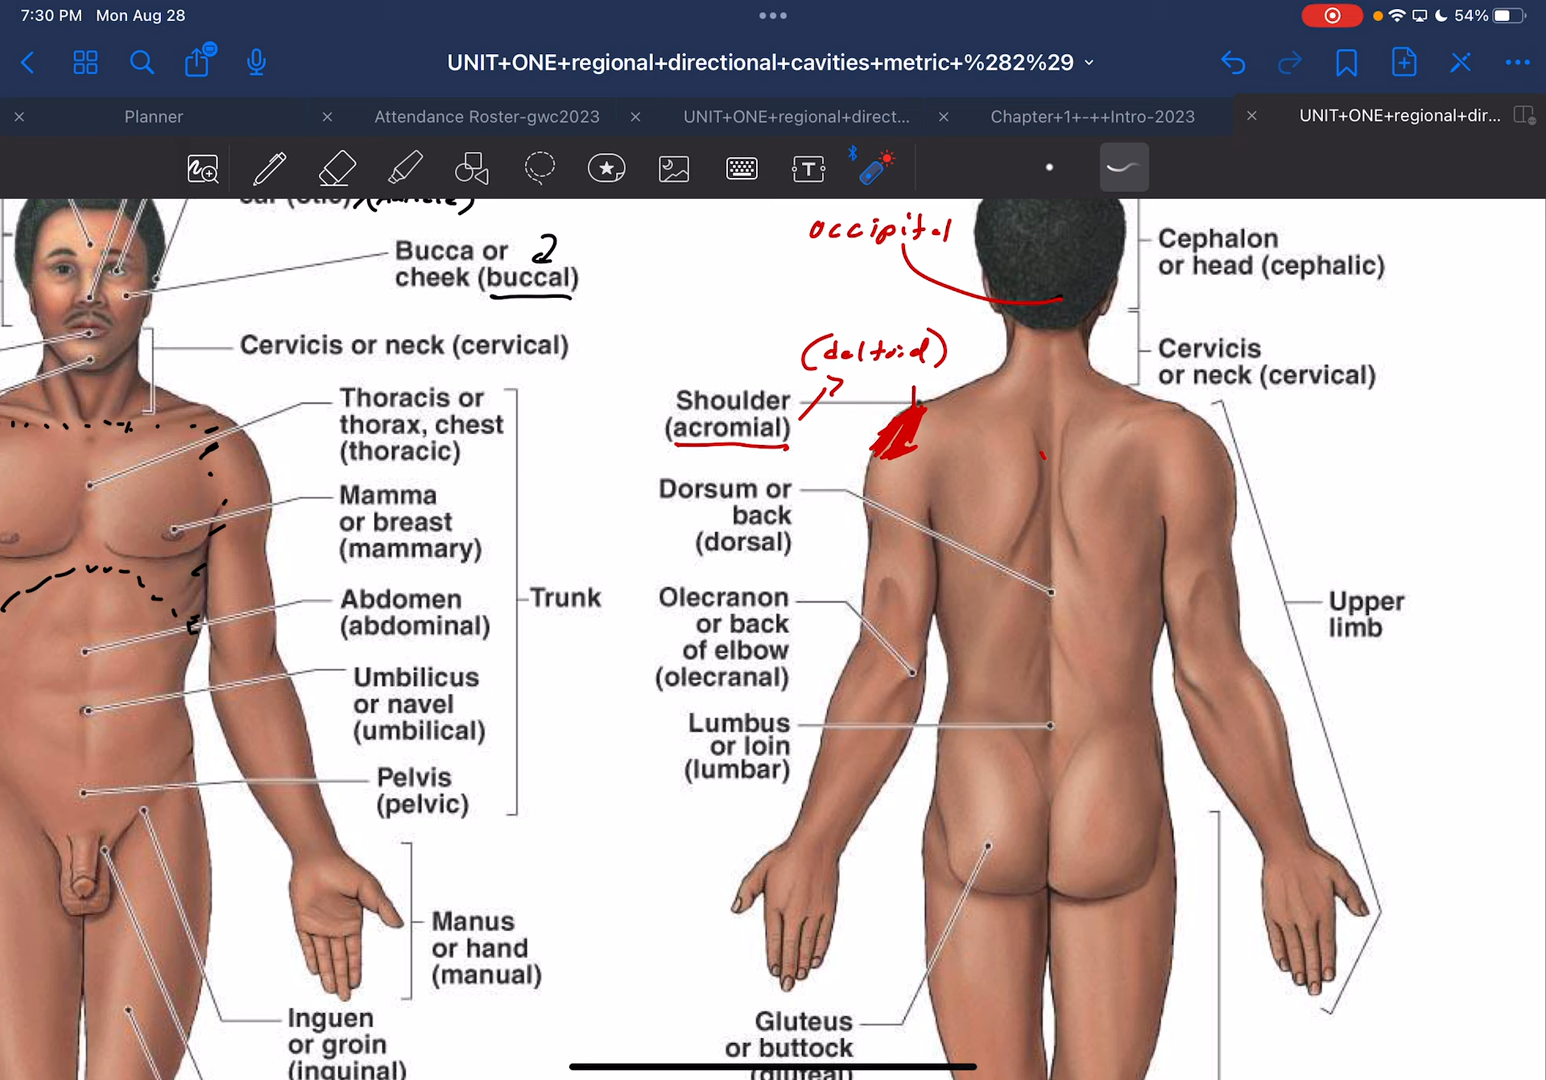 7:30 PM Mon Aug 28
54%
UNIT+ONE+regional+directional+cavities+metric+%282%29
Planner
Attendance Roster-gwc2023
UNIT+ONE+regional+direct...
Chapter+1+-++Intro-2023
UNIT+ONE+regional+dir...
Bucca or 2
cheek (buccal)
Cervicis or neck (cervical)
Thoracis or
thorax, chest
(thoracic)
Mamma
or breast
(mammary)
Abdomen
(abdominal)
Umbilicus
or navel
(umbilical)
Pelvis
(pelvic)
Trunk
Manus
or hand
(manual)
Inguen
or groin
(inguinal)
occipital
(deltoid)
Shoulder
(acromial)
Dorsum or
back
(dorsal)
Olecranon
or back
of elbow
(olecranal)
Lumbus
or loin
(lumbar)
Gluteus
or buttock
(gluteal)
Cephalon
or head (cephalic)
Cervicis
or neck (cervical)
Upper
limb